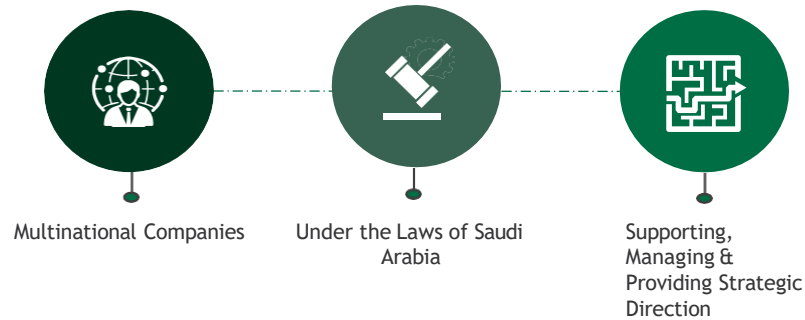 Multinational Companies
Under the Laws of Saudi
Arabia
Supporting,
Managing &
Providing Strategic
Direction